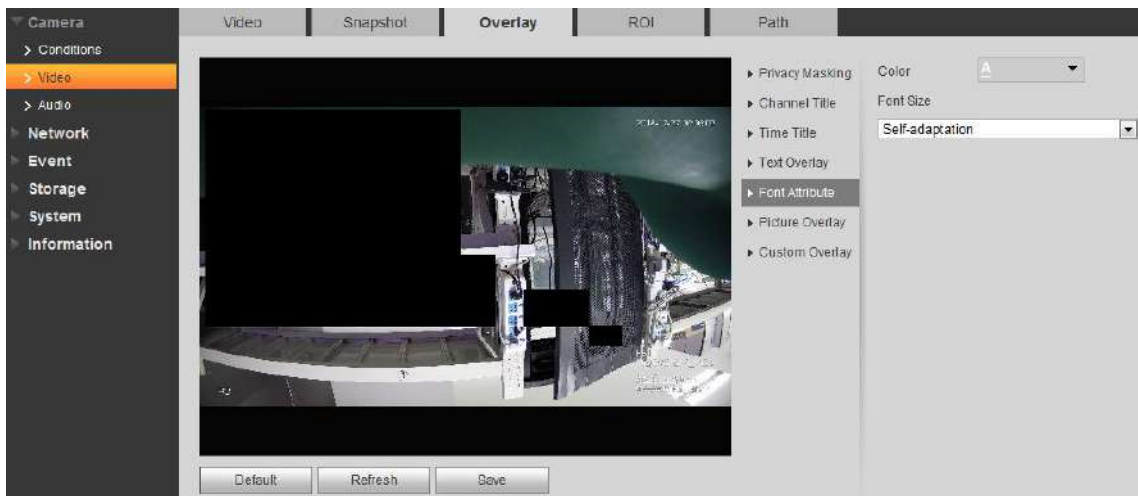 Camera
Conditions
Video
Audio
Network
Event
Storage
System
Information
Video
Snapshot
Overlay
ROI
Path
Privacy Masking
Channel Title
Time Title
Text Overlay
Font Attribute
Picture Overlay
Custom Overlay
Color
A
Font Size
Self-adaptation
Default
Refresh
Save